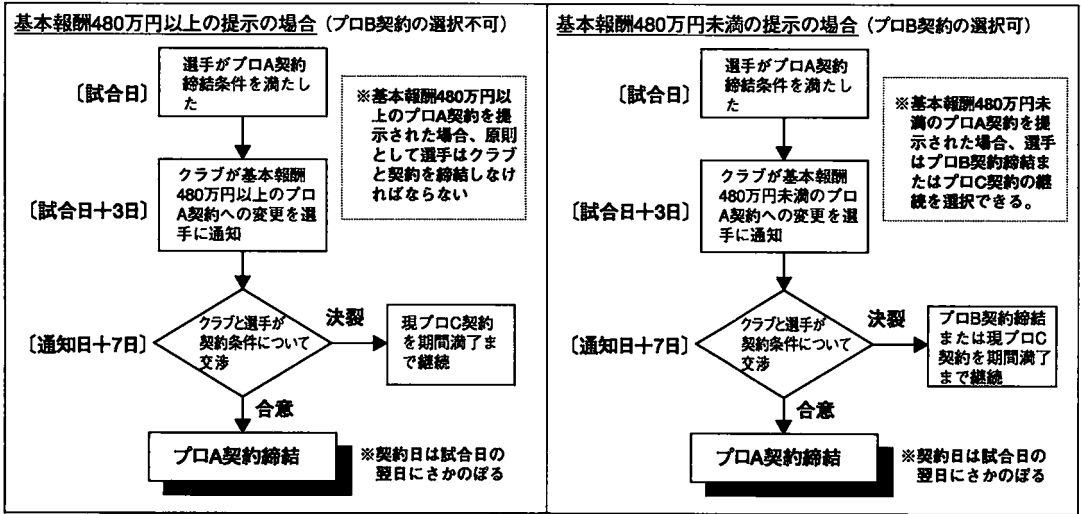 基本報酬480万円以上の提示の場合(プロB契約の選択不可)
〔試合日〕
選手がプロA契約
締結条件を満たし
た
※基本報酬480万円以
上のプロA契約を提
示された場合、原則
として選手はクラブ
と契約を締結しなけ
ればならない
〔試合日+3日〕
クラブが基本報酬
480万円以上のプロ
A契約への変更を選
手に通知
〔通知日+7日〕
クラブと選手が
契約条件について
交渉
決裂
現プロC契約
を期間満了ま
で継続
合意
プロA契約締結
※契約日は試合日の
翌日にさかのぼる
基本報酬480万円未満の提示の場合(プロB契約の選択可)
〔試合日〕
選手がプロA契約
締結条件を満たし
た
※基本報酬480万円未
満のプロA契約を提
示された場合、選手
はプロB契約締結ま
たはプロC契約の継
続を選択できる。
〔試合日+3日〕
クラブが基本報酬
480万円未満のプロ
A契約への変更を選
手に通知
〔通知日+7日〕
クラブと選手が
契約条件について
交渉
決裂
プロB契約締結
または現プロC
契約を期間満了
まで継続
合意
プロA契約締結
※契約日は試合日の
翌日にさかのぼる